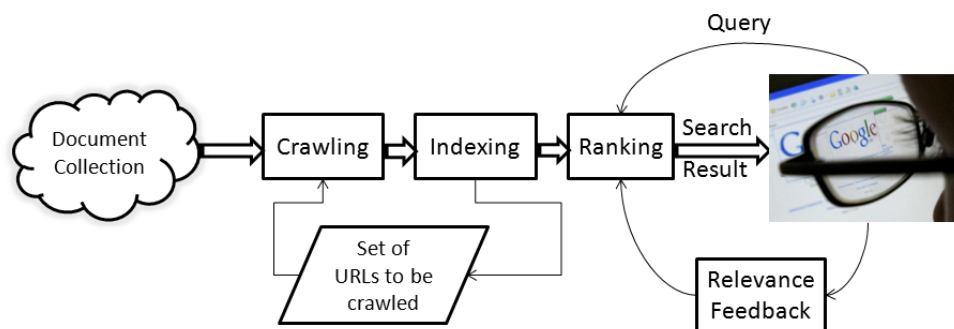 Query
Document
Collection
Crawling
Indexing
Ranking
Search
Result
G
Google
Set of
URLs to be
crawled
Relevance
Feedback